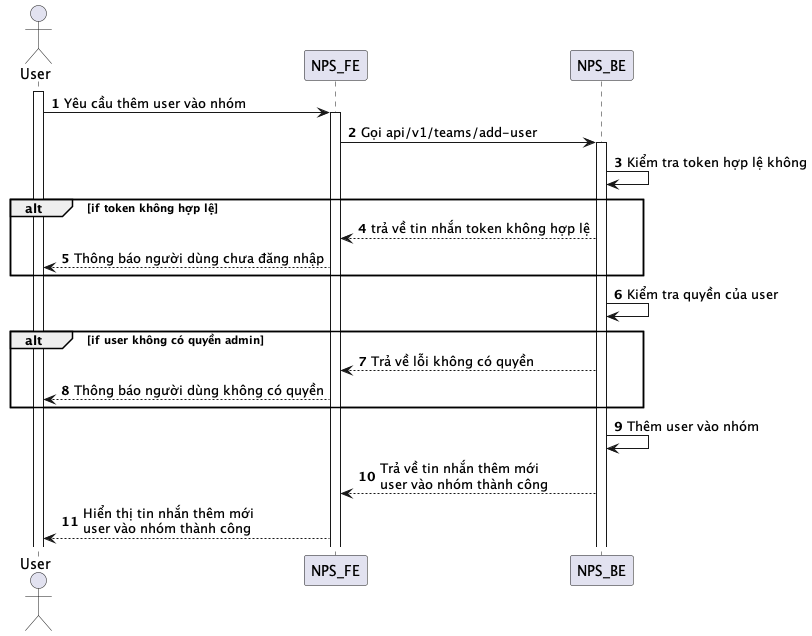 User
NPS_FE
NPS_BE
1 Yêu cầu thêm user vào nhóm
2 Gọi api/v1/teams/add-user
3 Kiểm tra token hợp lệ không
alt [if token không hợp lệ]
4 trả về tin nhắn token không hợp lệ
5 Thông báo người dùng chưa đăng nhập
6 Kiểm tra quyền của user
alt [if user không có quyền admin]
7 Trả về lỗi không có quyền
8 Thông báo người dùng không có quyền
9 Thêm user vào nhóm
10 Trả về tin nhắn thêm mới
user vào nhóm thành công
11 Hiển thị tin nhắn thêm mới
user vào nhóm thành công
User
NPS_FE
NPS_BE